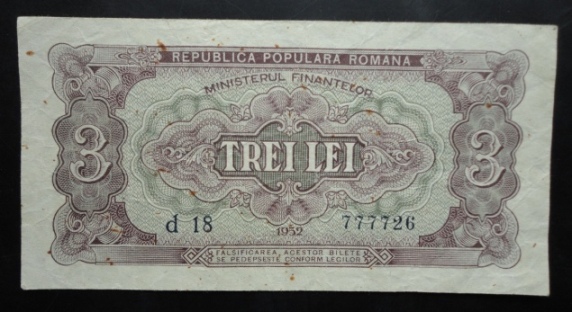 REPUBLICA POPULARA ROMANA
MINISTERUL FINANTELOR
3 TREI LEI 3
d 18 1952 777726
FALSIFICAREA ACESTOR BILETE
SE PEDEPSESTE CONFORM LEGILOR